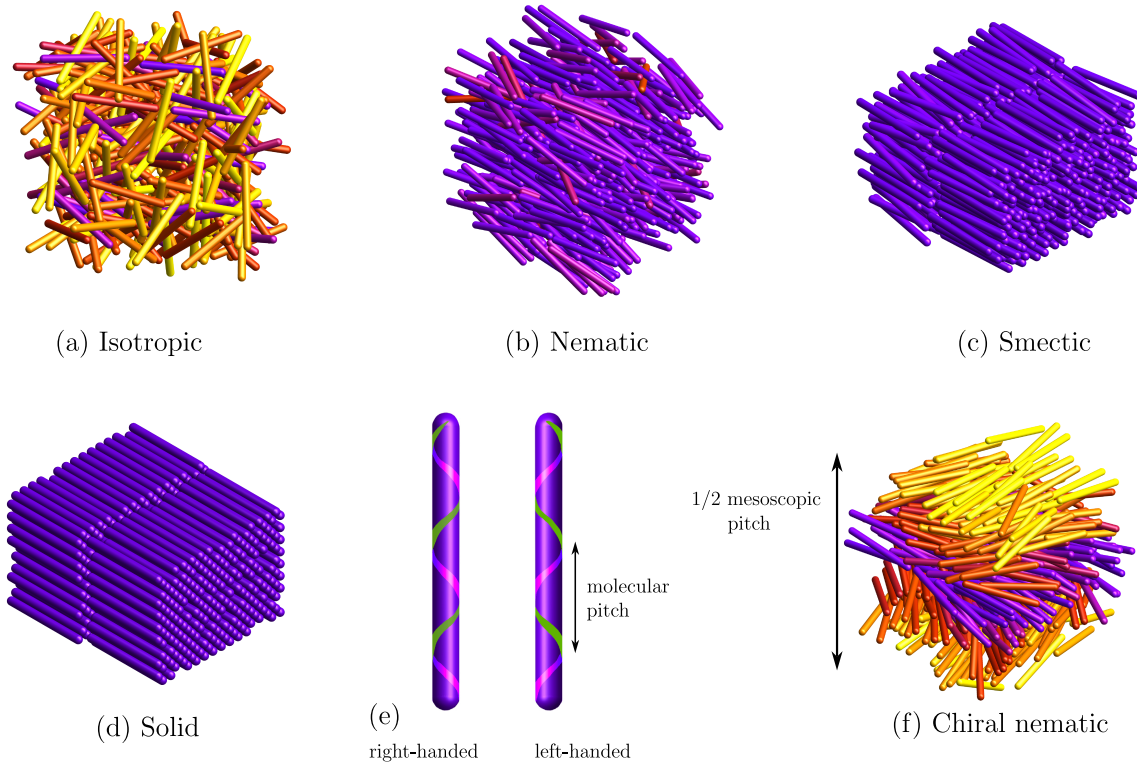 (a) Isotropic
(b) Nematic
(c) Smectic
1/2 mesoscopic
pitch
molecular
pitch
(d) Solid
(e)
right-handed
left-handed
(f) Chiral nematic